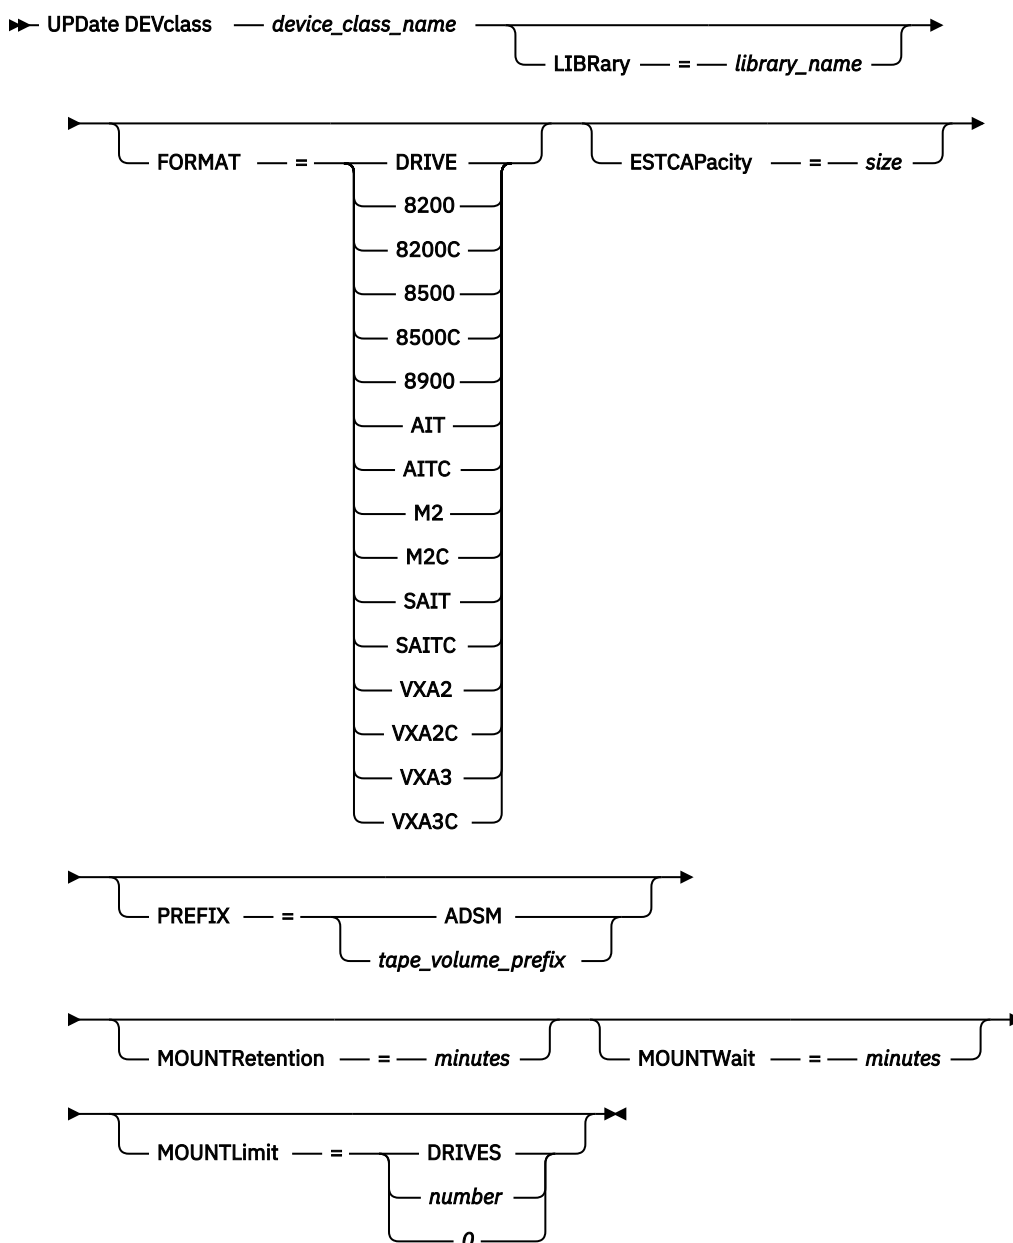 UPDate DEVclass device_class_name
LIBRary = library_name
FORMAT = DRIVE ESTCAPacity = size
8200
8200C
8500
8500C
8900
AIT
AITC
M2
M2C
SAIT
SAITC
VXA2
VXA2C
VXA3
VXA3C
PREFIX = ADSM
tape_volume_prefix
MOUNTRetention = minutes MOUNTWait = minutes
MOUNTLimit = DRIVES
number
0